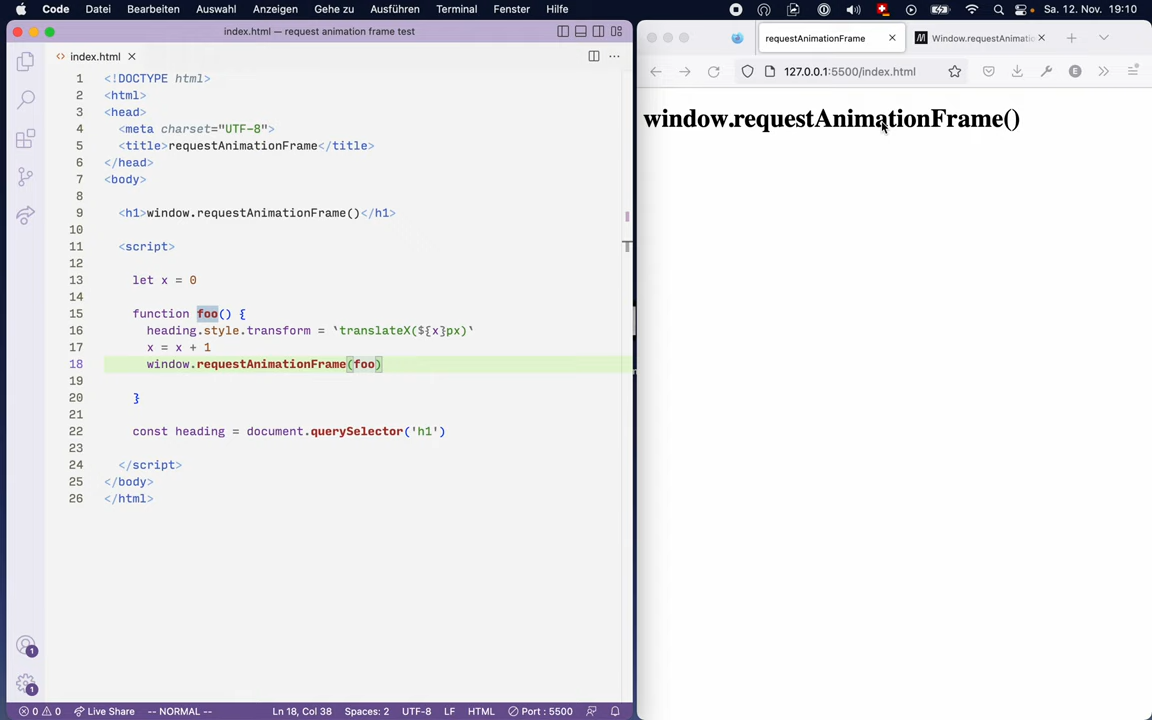 Code Datei Bearbeiten Auswahl Anzeigen Gehe zu Ausführen Terminal Fenster Hilfe Sa. 12. Nov. 19:10
index.html — request animation frame test
index.html
1 <!DOCTYPE html>
2 <html>
3 <head>
4 <meta charset="UTF-8">
5 <title>requestAnimationFrame</title>
6 </head>
7 <body>
8
9 <h1>window.requestAnimationFrame()</h1>
10
11 <script>
12
13 let x = 0
14
15 function foo() {
16 heading.style.transform = `translateX(${x}px)`
17 x = x + 1
18 window.requestAnimationFrame(foo)
19
20 }
21
22 const heading = document.querySelector('h1')
23
24 </script>
25 </body>
26 </html>
1
1
0 0 Live Share -- NORMAL -- Ln 18, Col 38 Spaces: 2 UTF-8 LF HTML Port : 5500
requestAnimationFrame Window.requestAnimatio
127.0.0.1:5500/index.html
E
window.requestAnimationFrame()